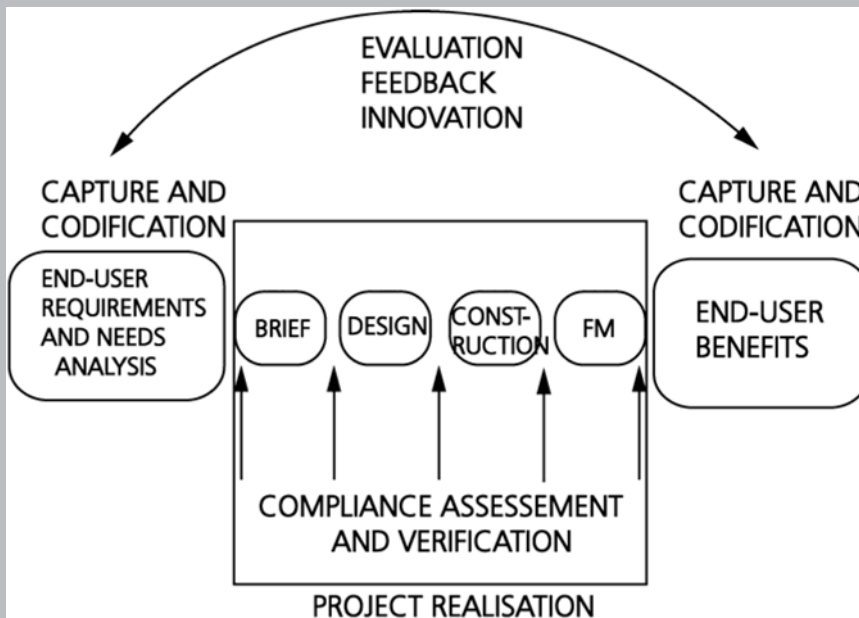 EVALUATION
FEEDBACK
INNOVATION
CAPTURE AND
CODIFICATION
CAPTURE AND
CODIFICATION
END-USER
REQUIREMENTS
AND NEEDS
ANALYSIS
BRIEF
DESIGN
CONST-
RUCTION
FM
END-USER
BENEFITS
COMPLIANCE ASSESSEMENT
AND VERIFICATION
PROJECT REALISATION